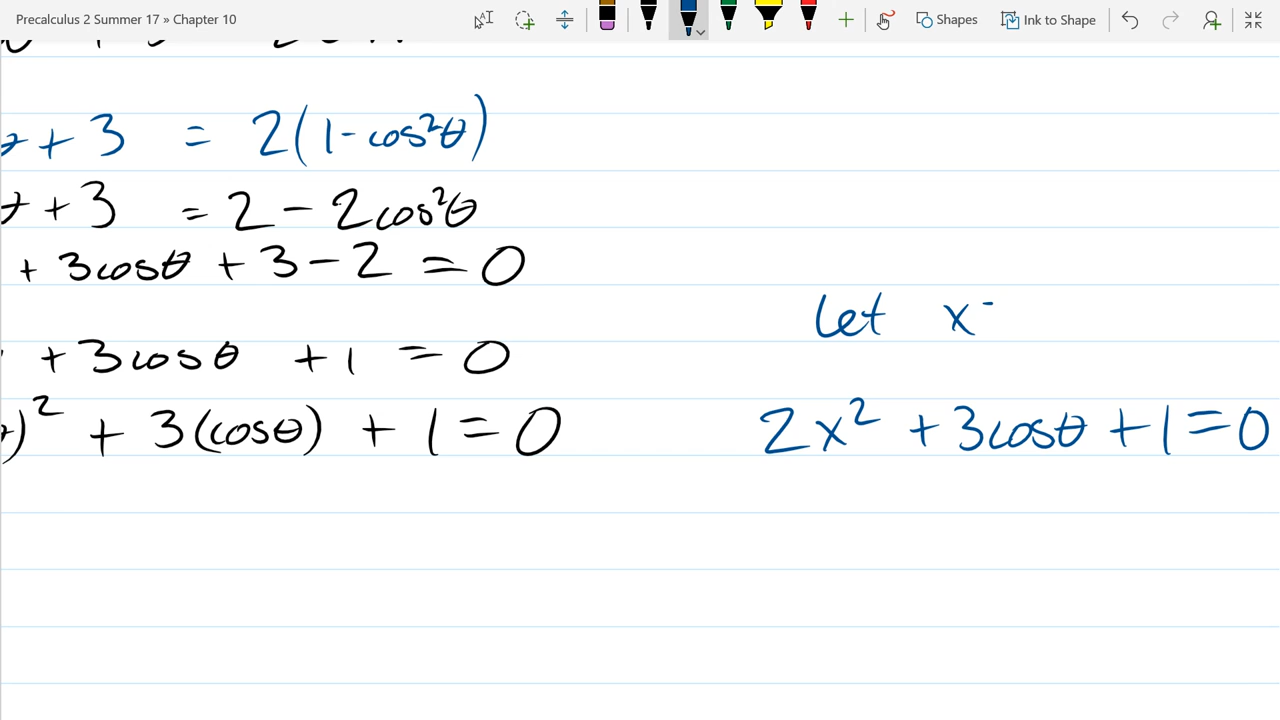 Precalculus 2 Summer 17 » Chapter 10
Shapes
Ink to Shape
+ 3 = 2(1-cos²θ)
+ 3 = 2 - 2cos²θ
+ 3cosθ + 3 - 2 = 0
let x
+ 3cosθ + 1 = 0
)² + 3(cosθ) + 1 = 0
2x² + 3cosθ + 1 = 0